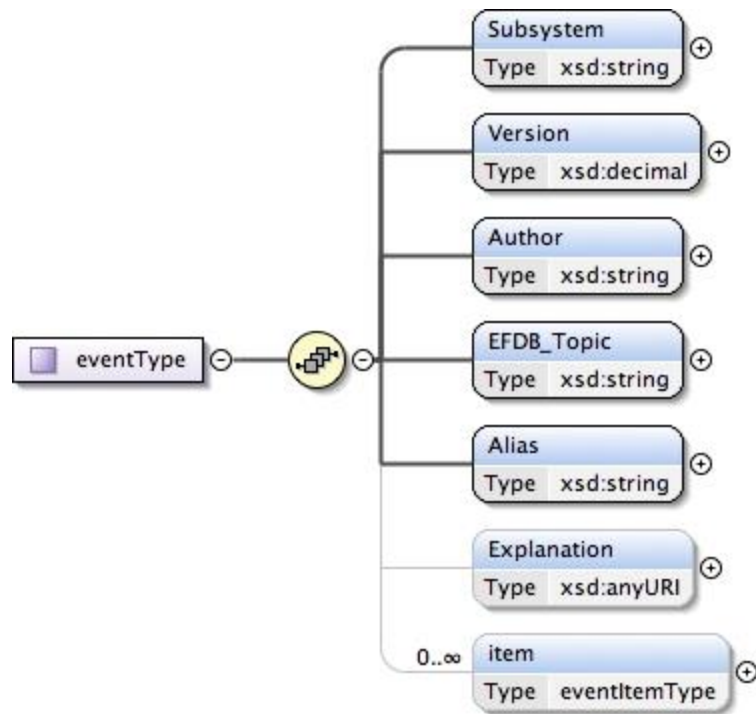 Subsystem
Type xsd:string
Version
Type xsd:decimal
Author
Type xsd:string
eventType
EFDB_Topic
Type xsd:string
Alias
Type xsd:string
Explanation
Type xsd:anyURI
0..∞
item
Type eventItemType